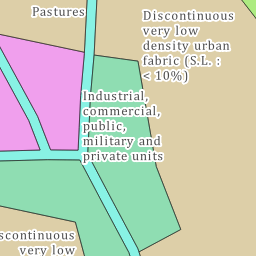 Pastures
Discontinuous
very low
density urban
fabric (S.L. :
< 10%)
Industrial,
commercial,
public,
military and
private units
scontinuous
very low